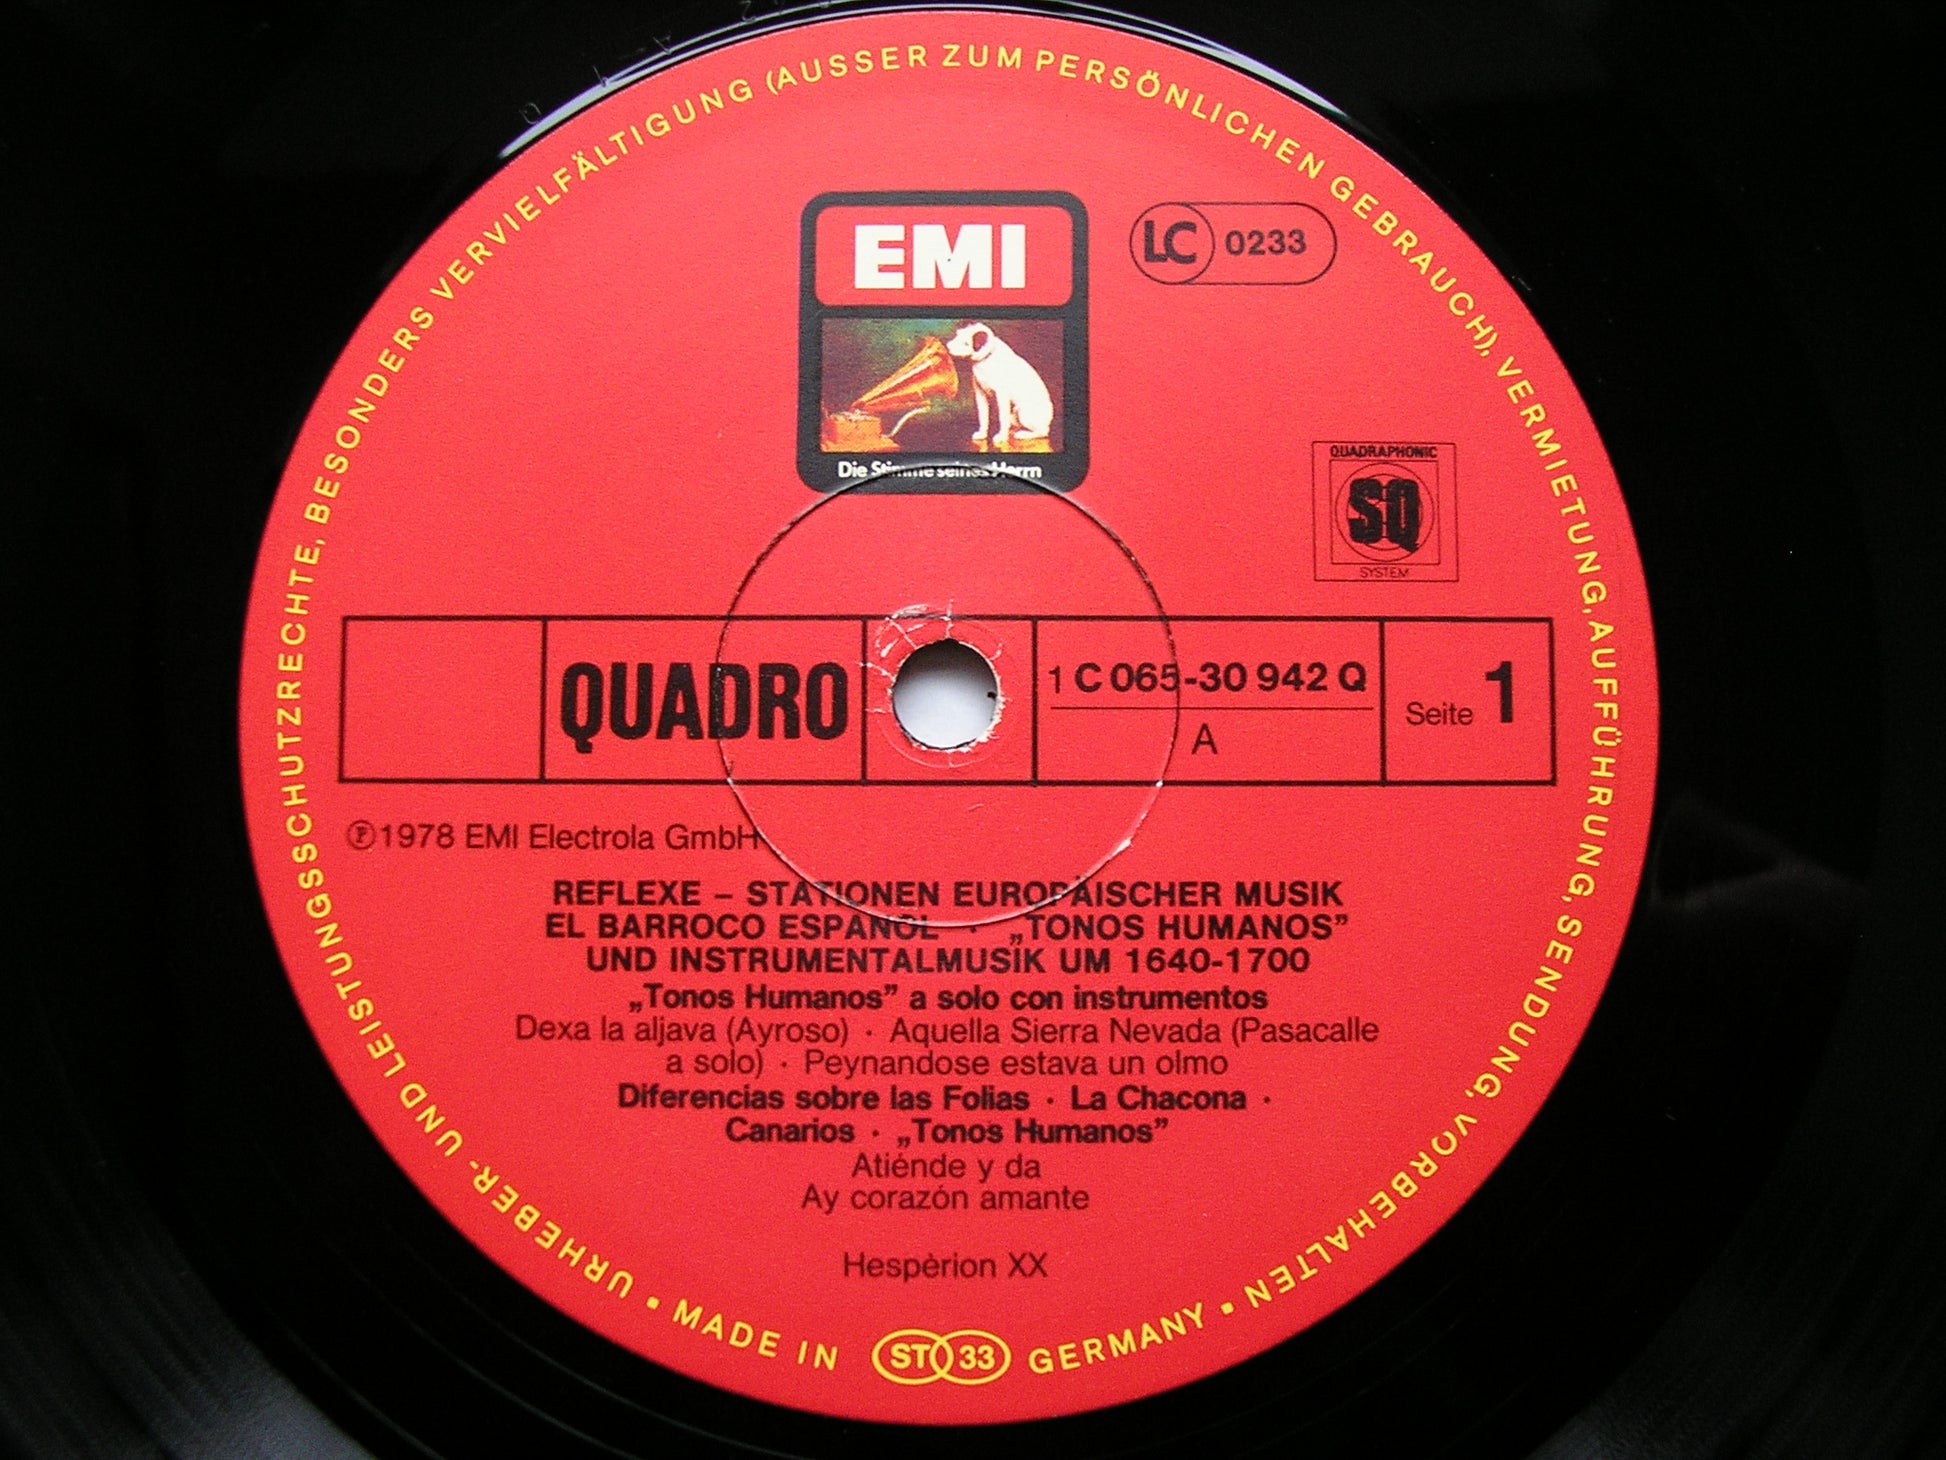 URHEBER- UND LEISTUNGSSCHUTZRECHTE, BESONDERS VERVIELFÄLTIGUNG (AUSSER ZUM PERSÖNLICHEN GEBRAUCH), VERMIETUNG, AUFFÜHRUNG, SENDUNG, VORBEHALTEN
EMI
LC 0233
Die Stimme seines Herrn
QUADRAPHONIC
SQ
SYSTEM
QUADRO
1 C 065-30 942 Q
A
Seite 1
℗ 1978 EMI Electrola GmbH
REFLEXE – STATIONEN EUROPÄISCHER MUSIK
EL BARROCO ESPAÑOL · „TONOS HUMANOS”
UND INSTRUMENTALMUSIK UM 1640-1700
„Tonos Humanos” a solo con instrumentos
Dexa la aljava (Ayroso) · Aquella Sierra Nevada (Pasacalle
a solo) · Peynandose estava un olmo
Diferencias sobre las Folias · La Chacona ·
Canarios · „Tonos Humanos”
Atiénde y da
Ay corazón amante
Hespèrion XX
• MADE IN ST 33 GERMANY •